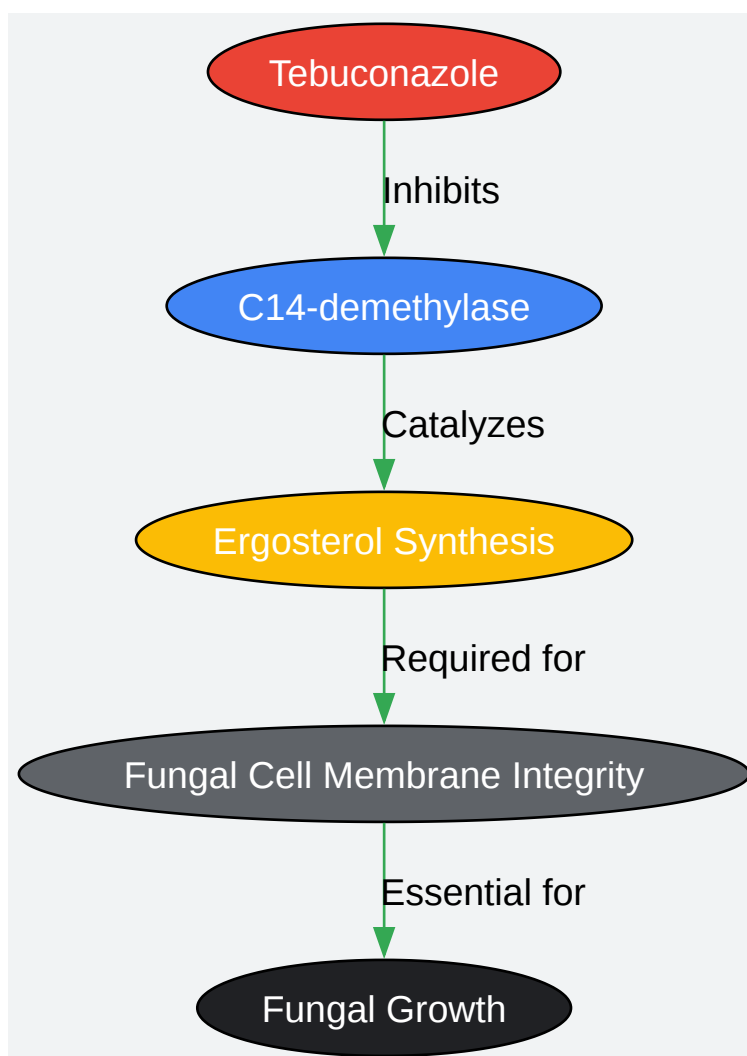 Tebuconazole
Inhibits
C14-demethylase
Catalyzes
Ergosterol Synthesis
Required for
Fungal Cell Membrane Integrity
Essential for
Fungal Growth